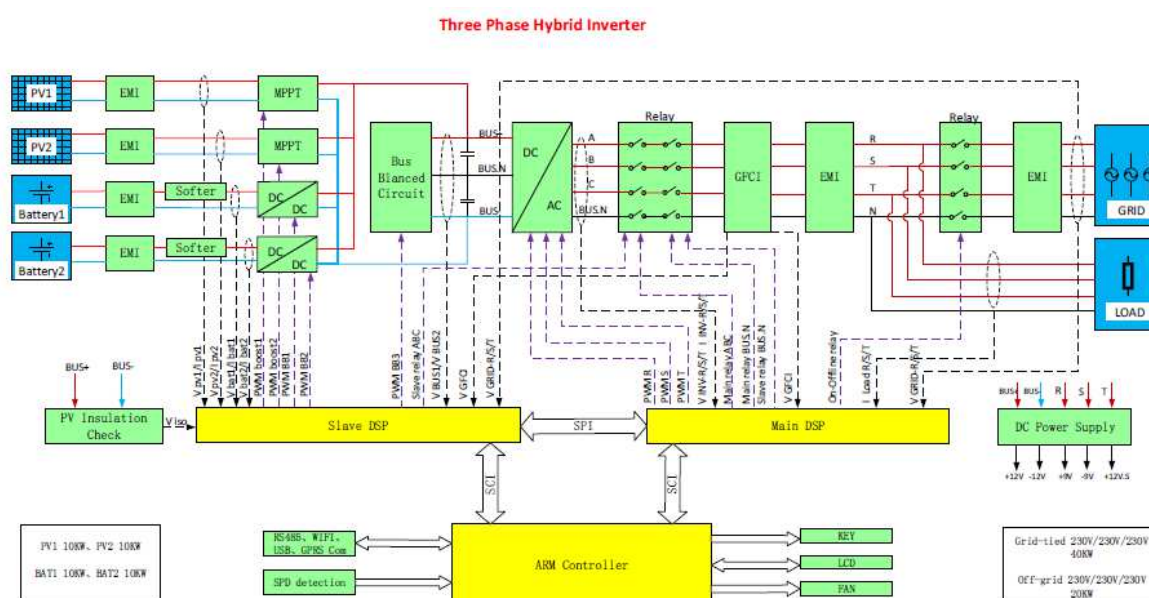 Three Phase Hybrid Inverter
PV1
EMI
MPPT
PV2
EMI
MPPT
Battery1
EMI
Softer
DC
DC
Battery2
EMI
Softer
DC
DC
Bus
Blanced
Circuit
BUS+
BUS.N
BUS-
DC
AC
A
B
C
BUS.N
Relay
GFCI
EMI
R
S
T
N
Relay
EMI
GRID
LOAD
V pv1/I pv1
V pv2/I pv2
V bat1/I bat1
V bat2/I bat2
PWM boost1
PWM boost2
PWM BB1
PWM BB2
PWM BB3
Slave relay ABC
V BUS1/V BUS2
V GFCI
V GRID-R/S/T
PWM R
PWM S
PWM T
V INV-R/S/T
I INV-R/S/T
Main relay ABC
Main relay BUS.N
Slave relay BUS.N
V GFCI
On-Offline relay
I Load R/S/T
V GRID-R/S/T
BUS+
BUS-
PV Insulation
Check
V iso
Slave DSP
SPI
Main DSP
BUS+
BUS-
R
S
T
DC Power Supply
+12V
-12V
+9V
-9V
+12V.S
SCI
SCI
PV1 10KW、PV2 10KW
BAT1 10KW、BAT2 10KW
RS485、WIFI、
USB、GPRS Com
SPD detection
ARM Controller
KEY
LCD
FAN
Grid-tied 230V/230V/230V
40KW
Off-grid 230V/230V/230V
20KW